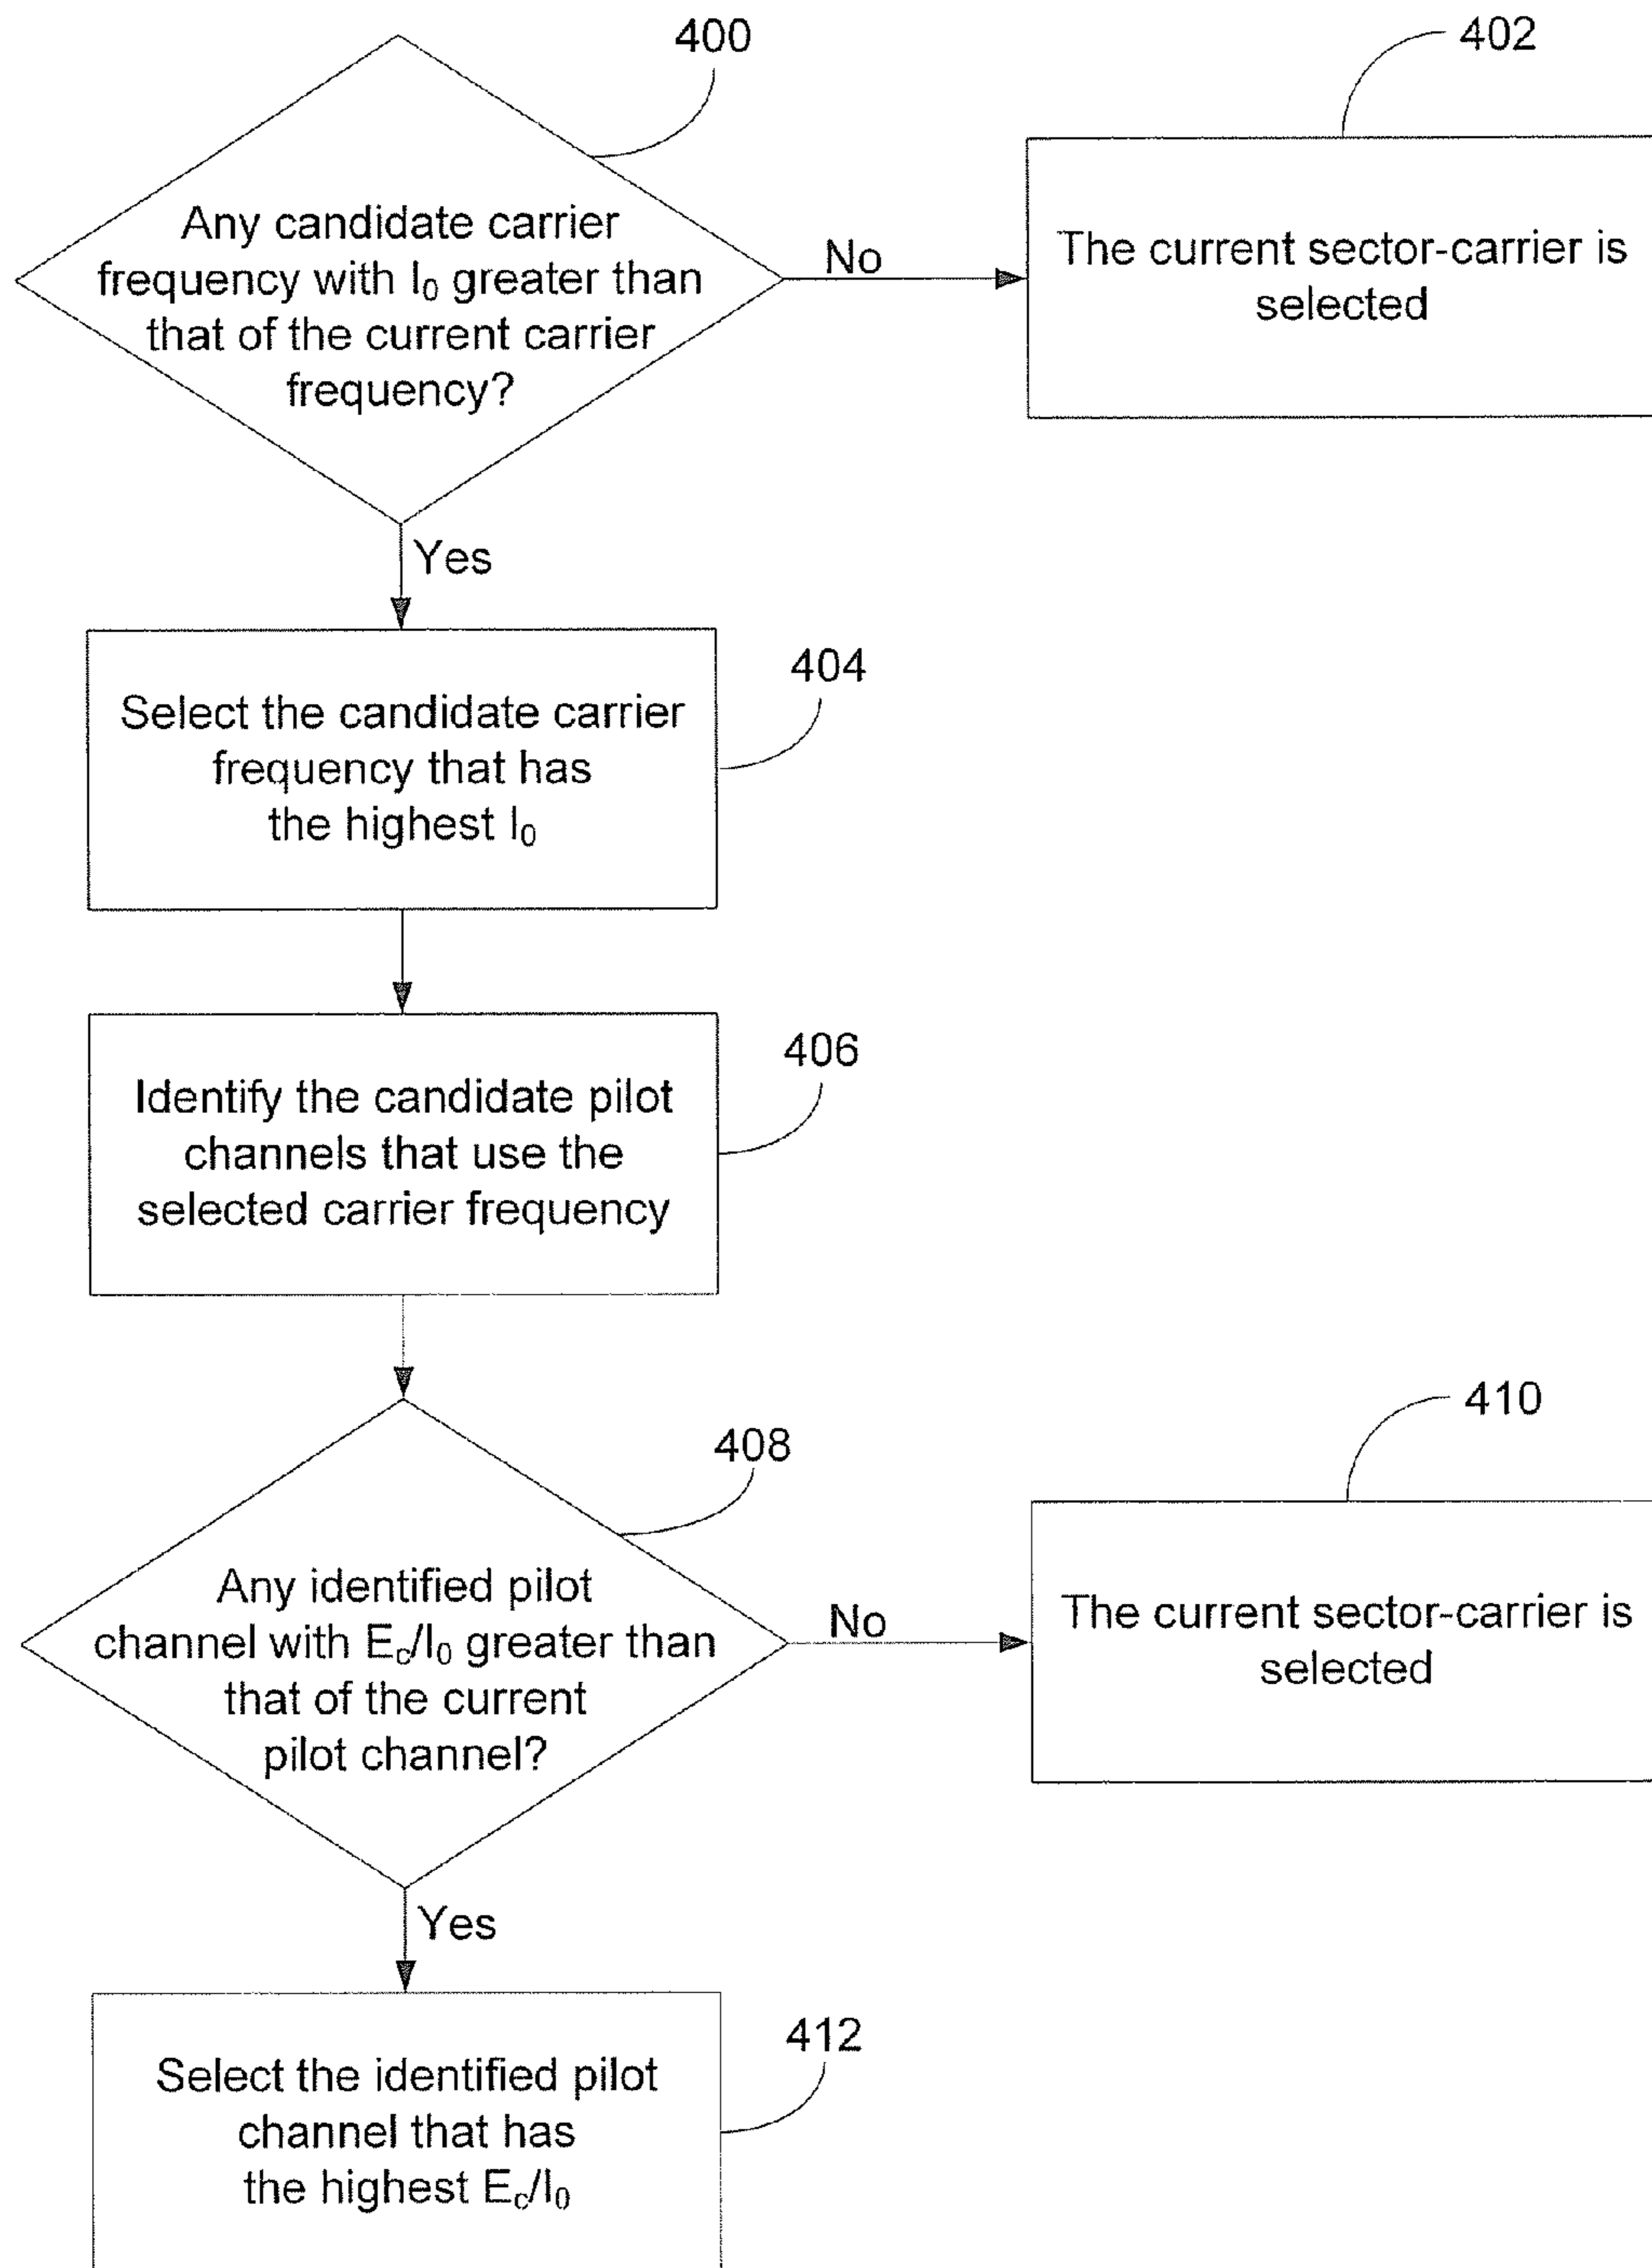 400
402
Any candidate carrier
frequency with I₀ greater than
that of the current carrier
frequency?
No
The current sector-carrier is
selected
Yes
404
Select the candidate carrier
frequency that has
the highest I₀
406
Identify the candidate pilot
channels that use the
selected carrier frequency
408
410
Any identified pilot
channel with E_c/I₀ greater than
that of the current
pilot channel?
No
The current sector-carrier is
selected
Yes
412
Select the identified pilot
channel that has
the highest E_c/I₀